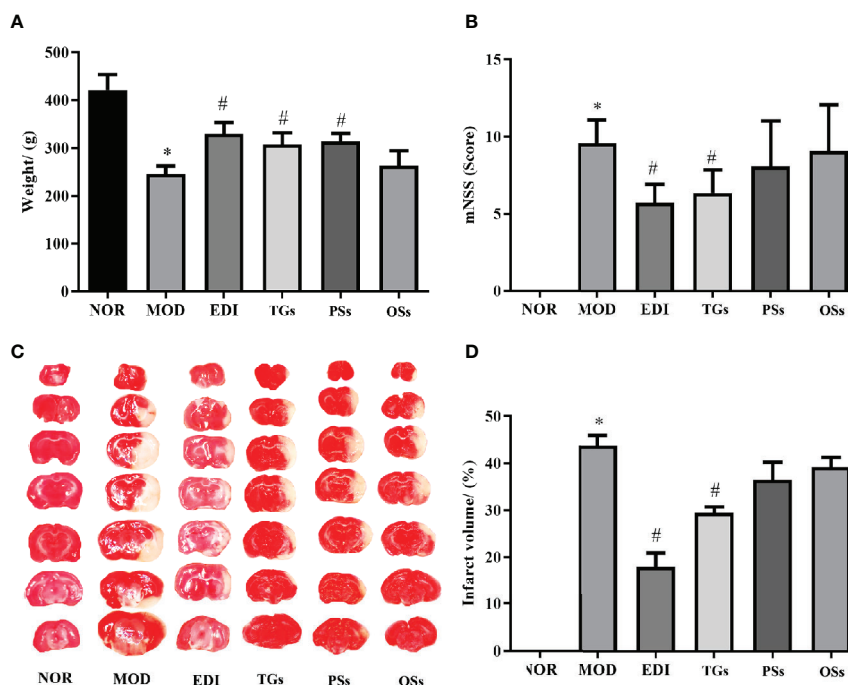 A
Weight/ (g)
500
400
300
200
100
0
*
#
#
#
NOR MOD EDI TGs PSs OSs
B
mNSS (Score)
15
10
5
0
*
#
#
NOR MOD EDI TGs PSs OSs
C
NOR MOD EDI TGs PSs OSs
D
Infarct volume/ (%)
50
40
30
20
10
0
*
#
#
NOR MOD EDI TGs PSs OSs